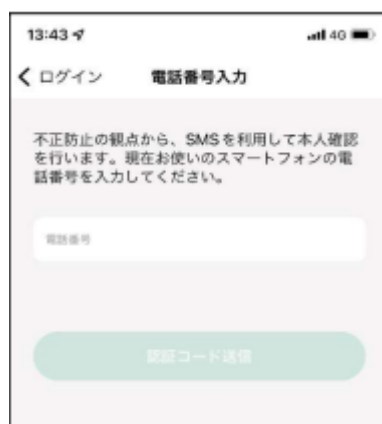 13:43
4G
ログイン
電話番号入力
不正防止の観点から、SMSを利用して本人確認
を行います。現在お使いのスマートフォンの電
話番号を入力してください。
電話番号
認証コード送信